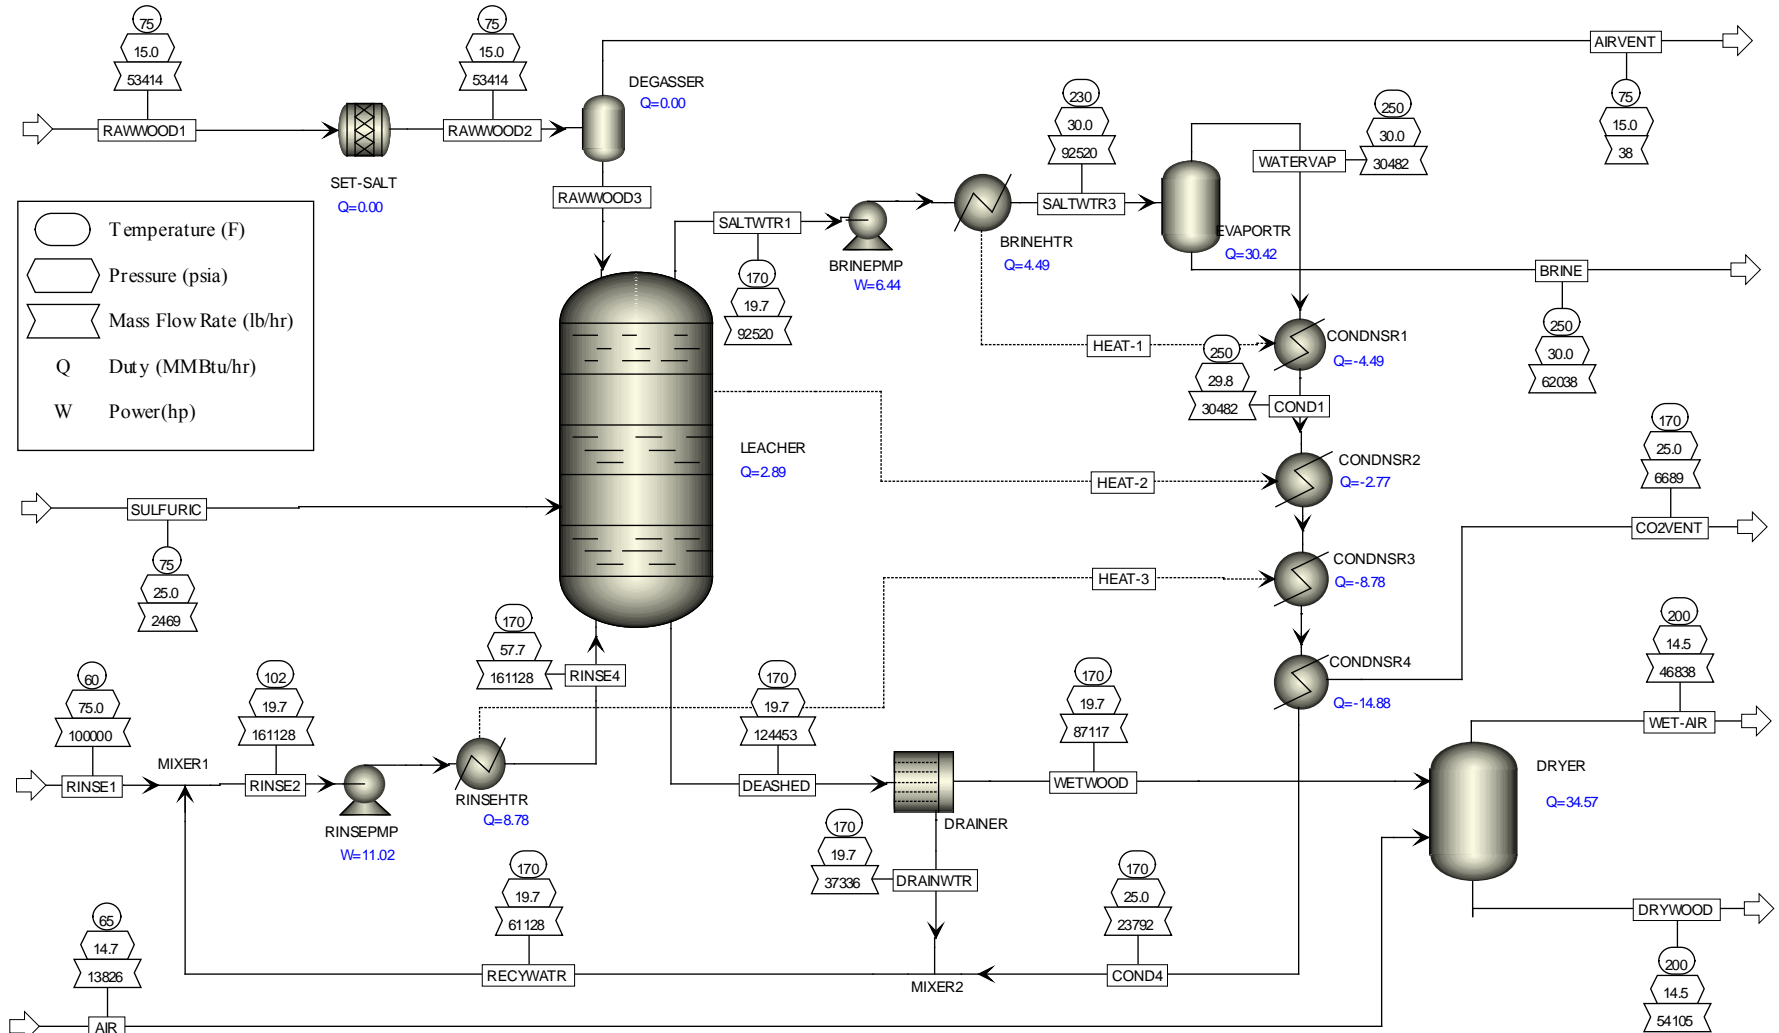 75
15.0
53414
RAWWOOD1
SET-SALT
Q=0.00
75
15.0
53414
RAWWOOD2
DEGASSER
Q=0.00
RAWWOOD3
AIRVENT
75
15.0
38
Temperature (F)
Pressure (psia)
Mass Flow Rate (lb/hr)
Q Duty (MMBtu/hr)
W Power(hp)
SALTWTR1
170
19.7
92520
BRINEPMP
W=6.44
BRINEHTR
Q=4.49
230
30.0
92520
SALTWTR3
EVAPORTR
Q=30.42
WATERVAP
250
30.0
30482
BRINE
250
30.0
62038
HEAT-1
CONDNSR1
Q=-4.49
250
29.8
30482
COND1
LEACHER
Q=2.89
HEAT-2
CONDNSR2
Q=-2.77
170
25.0
6689
CO2VENT
SULFURIC
75
25.0
2469
HEAT-3
CONDNSR3
Q=-8.78
CONDNSR4
Q=-14.88
170
57.7
161128
RINSE4
60
75.0
100000
RINSE1
MIXER1
102
19.7
161128
RINSE2
RINSEPMP
W=11.02
RINSEHTR
Q=8.78
170
19.7
124453
DEASHED
DRAINER
170
19.7
87117
WETWOOD
200
14.5
46838
WET-AIR
DRYER
Q=34.57
170
19.7
37336
DRAINWTR
170
19.7
61128
RECYWATR
MIXER2
170
25.0
23792
COND4
DRYWOOD
200
14.5
54105
65
14.7
13826
AIR